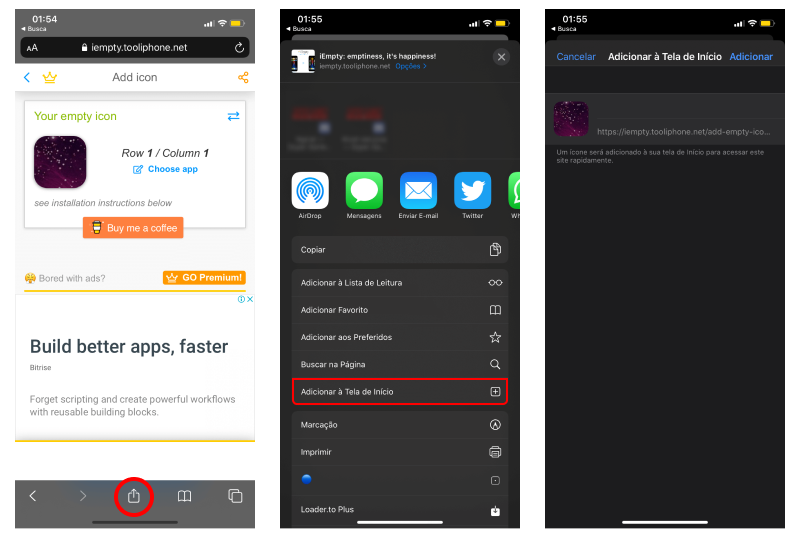 01:54
◀ Busca
AA
iempty.tooliphone.net
Add icon
Your empty icon
Row 1 / Column 1
Choose app
see installation instructions below
Buy me a coffee
Bored with ads?
GO Premium!
Build better apps, faster
Bitrise
Forget scripting and create powerful workflows
with reusable building blocks.
01:55
◀ Busca
iEmpty: emptiness, it's happiness!
iempty.tooliphone.net Opções >
AirDrop
Mensagens
Enviar E-mail
Twitter
Copiar
Adicionar à Lista de Leitura
Adicionar Favorito
Adicionar aos Preferidos
Buscar na Página
Adicionar à Tela de Início
Marcação
Imprimir
Loader.to Plus
01:55
◀ Busca
Cancelar
Adicionar à Tela de Início
Adicionar
https://iempty.tooliphone.net/add-empty-ico...
Um ícone será adicionado à sua tela de Início para acessar este
site rapidamente.